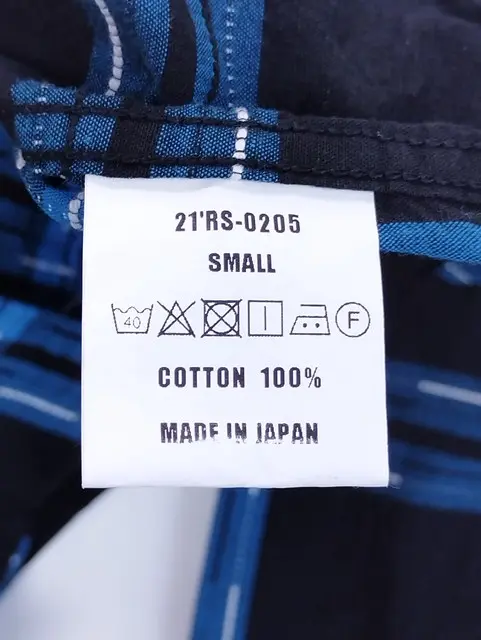 21'RS-0205
SMALL
40 F
COTTON 100%
MADE IN JAPAN